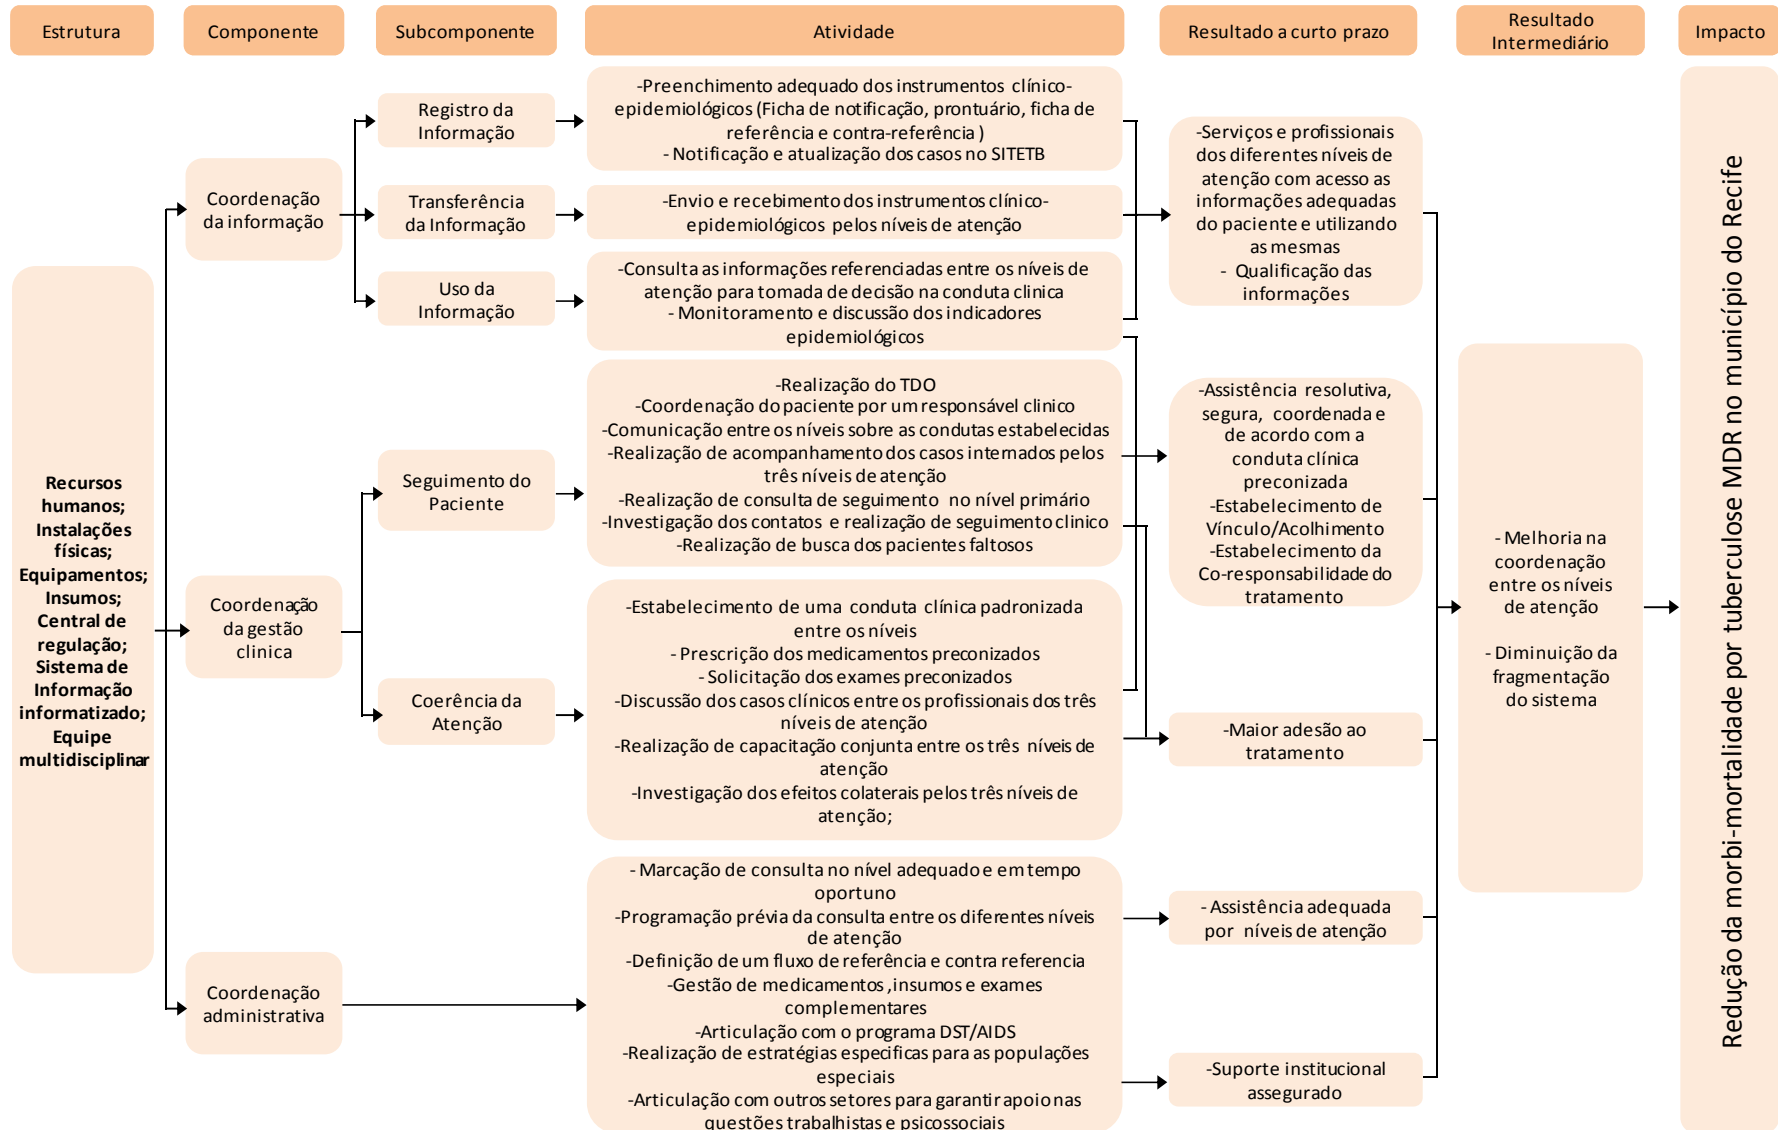 Estrutura
Componente
Subcomponente
Atividade
Resultado a curto prazo
Resultado
Intermediário
Impacto
Recursos
humanos;
Instalações
físicas;
Equipamentos;
Insumos;
Central de
regulação;
Sistema de
Informação
informatizado;
Equipe
multidisciplinar
Coordenação
da informação
Registro da
Informação
-Preenchimento adequado dos instrumentos clínico-
epidemiológicos (Ficha de notificação, prontuário, ficha de
referência e contra-referência )
- Notificação e atualização dos casos no SITETB
Transferência
da Informação
-Envio e recebimento dos instrumentos clínico-
epidemiológicos pelos níveis de atenção
Uso da
Informação
-Consulta as informações referenciadas entre os níveis de
atenção para tomada de decisão na conduta clinica
- Monitoramento e discussão dos indicadores
epidemiológicos
-Serviços e profissionais
dos diferentes níveis de
atenção com acesso as
informações adequadas
do paciente e utilizando
as mesmas
- Qualificação das
informações
Coordenação
da gestão
clinica
Seguimento do
Paciente
-Realização do TDO
-Coordenação do paciente por um responsável clinico
-Comunicação entre os níveis sobre as condutas estabelecidas
-Realização de acompanhamento dos casos internados pelos
três níveis de atenção
-Realização de consulta de seguimento no nível primário
-Investigação dos contatos e realização de seguimento clinico
-Realização de busca dos pacientes faltosos
-Assistência resolutiva,
segura, coordenada e
de acordo com a
conduta clínica
preconizada
-Estabelecimento de
Vínculo/Acolhimento
-Estabelecimento da
Co-responsabilidade do
tratamento
Coerência da
Atenção
-Estabelecimento de uma conduta clínica padronizada
entre os níveis
- Prescrição dos medicamentos preconizados
- Solicitação dos exames preconizados
-Discussão dos casos clínicos entre os profissionais dos três
níveis de atenção
-Realização de capacitação conjunta entre os três níveis de
atenção
-Investigação dos efeitos colaterais pelos três níveis de
atenção;
-Maior adesão ao
tratamento
Coordenação
administrativa
- Marcação de consulta no nível adequado e em tempo
oportuno
-Programação prévia da consulta entre os diferentes níveis
de atenção
-Definição de um fluxo de referência e contra referencia
-Gestão de medicamentos ,insumos e exames
complementares
-Articulação com o programa DST/AIDS
-Realização de estratégias especificas para as populações
especiais
-Articulação com outros setores para garantir apoio nas
questões trabalhistas e psicossociais
- Assistência adequada
por níveis de atenção
-Suporte institucional
assegurado
- Melhoria na
coordenação
entre os níveis
de atenção
- Diminuição da
fragmentação
do sistema
Redução da morbi-mortalidade por tuberculose MDR no município do Recife